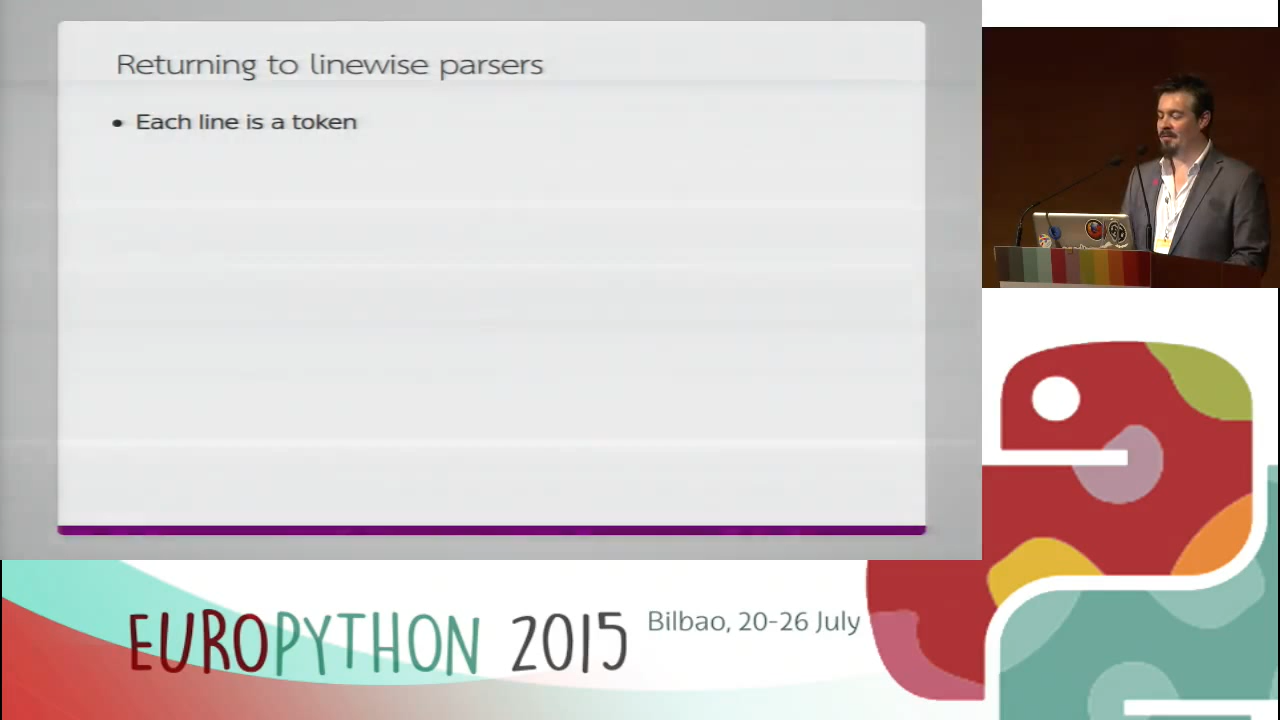 Returning to linewise parsers
• Each line is a token
EUROPYTHON 2015
Bilbao, 20-26 July